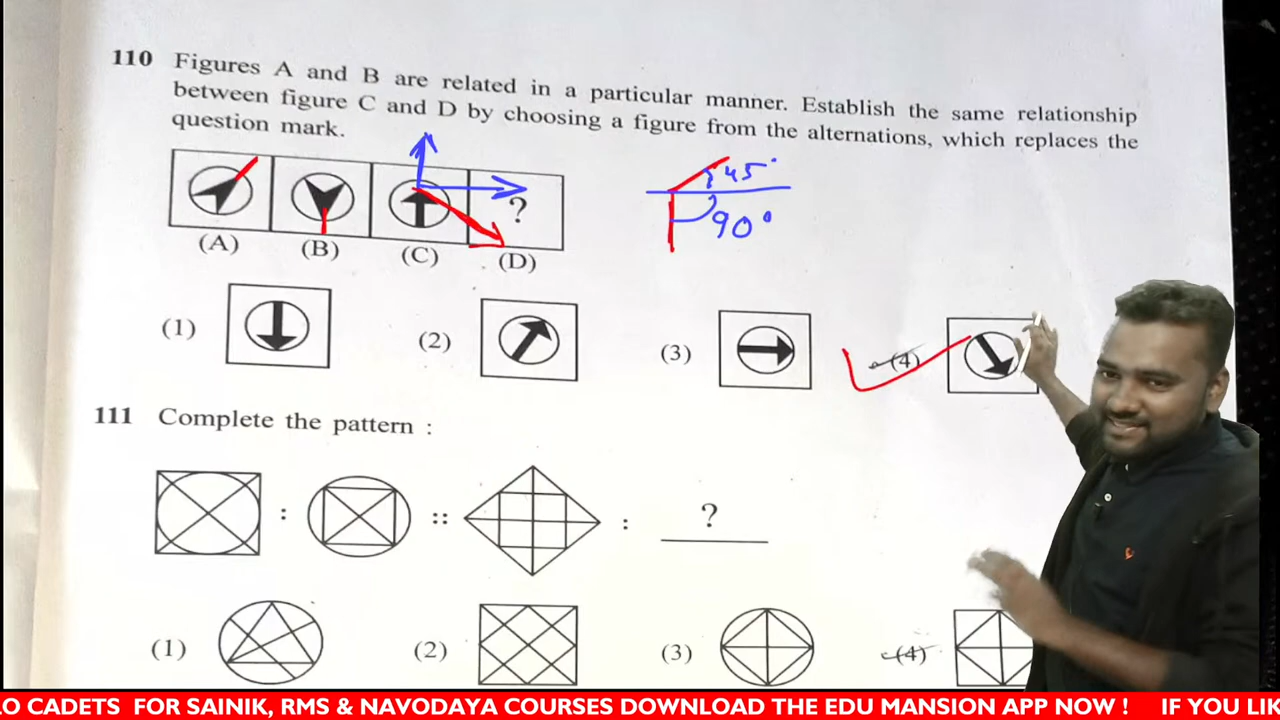 110 Figures A and B are related in a particular manner. Establish the same relationship
between figure C and D by choosing a figure from the alternations, which replaces the
question mark.
?
(A) (B) (C) (D)
45°
90°
(1) (2) (3) (4)
111 Complete the pattern :
: :: : ?
(1) (2) (3) (4)
LO CADETS FOR SAINIK, RMS & NAVODAYA COURSES DOWNLOAD THE EDU MANSION APP NOW ! IF YOU LIK